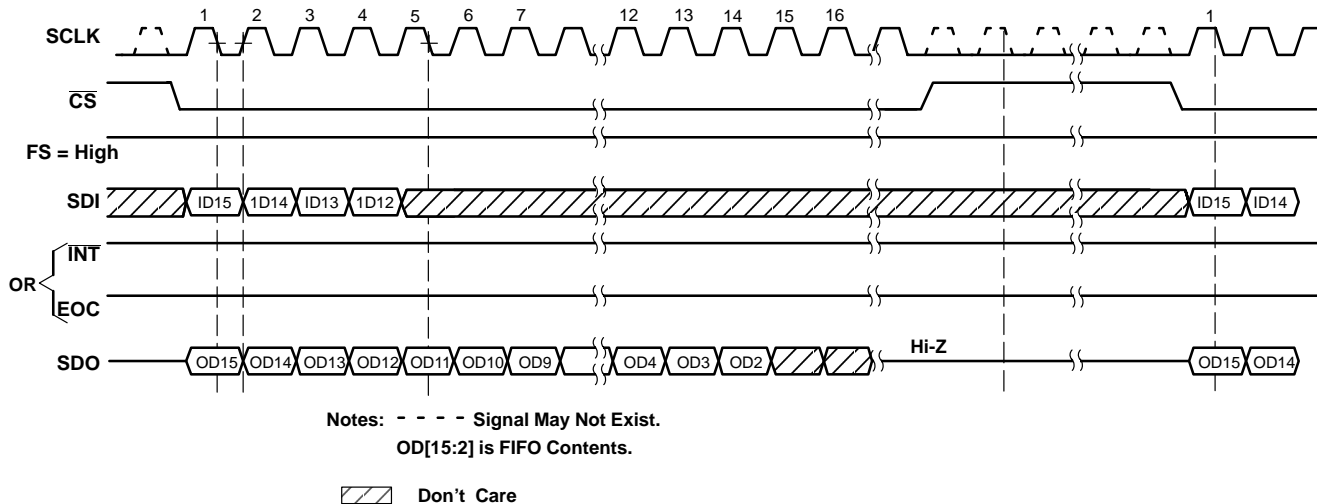 1 2 3 4 5 6 7 12 13 14 15 16 1
SCLK
CS
FS = High
SDI ID15 1D14 ID13 1D12 ID15 ID14
INT
OR
EOC
SDO OD15 OD14 OD13 OD12 OD11 OD10 OD9 OD4 OD3 OD2 Hi-Z OD15 OD14
Notes: - - - - Signal May Not Exist.
OD[15:2] is FIFO Contents.
Don't Care